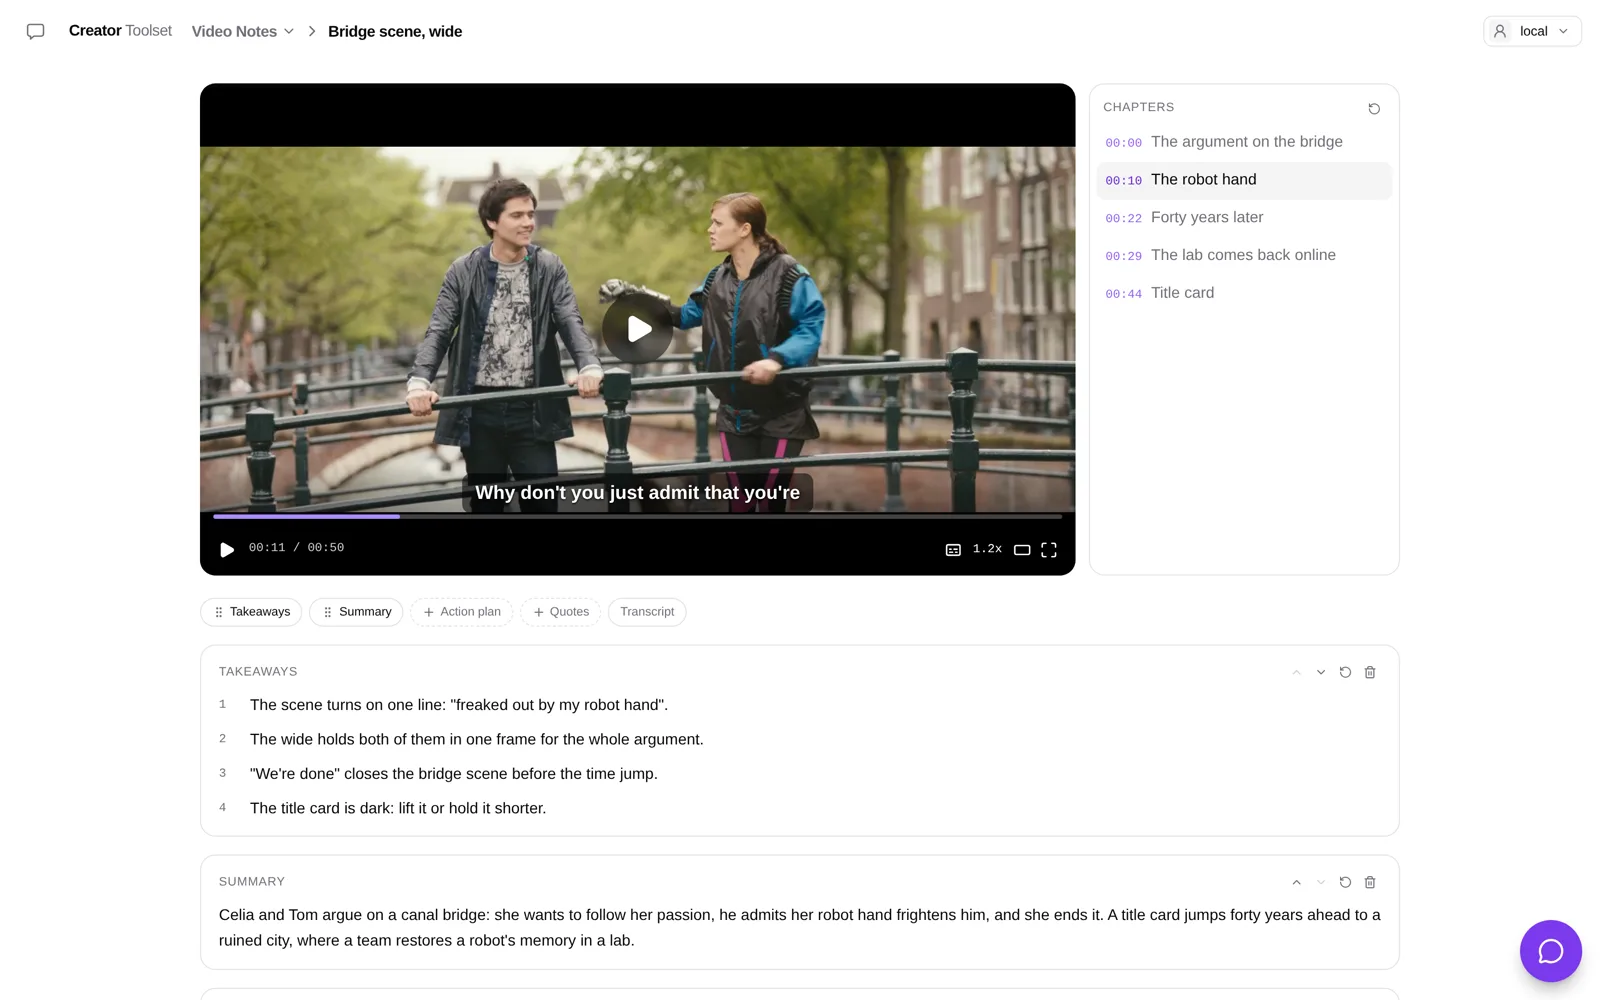 Creator Toolset Video Notes Bridge scene, wide
local
Why don't you just admit that you're
00:11 / 00:50
1.2x
CHAPTERS
00:00 The argument on the bridge
00:10 The robot hand
00:22 Forty years later
00:29 The lab comes back online
00:44 Title card
Takeaways
Summary
+ Action plan
+ Quotes
Transcript
TAKEAWAYS
1 The scene turns on one line: "freaked out by my robot hand".
2 The wide holds both of them in one frame for the whole argument.
3 "We're done" closes the bridge scene before the time jump.
4 The title card is dark: lift it or hold it shorter.
SUMMARY
Celia and Tom argue on a canal bridge: she wants to follow her passion, he admits her robot hand frightens him, and she ends it. A title card jumps forty years ahead to a
ruined city, where a team restores a robot's memory in a lab.